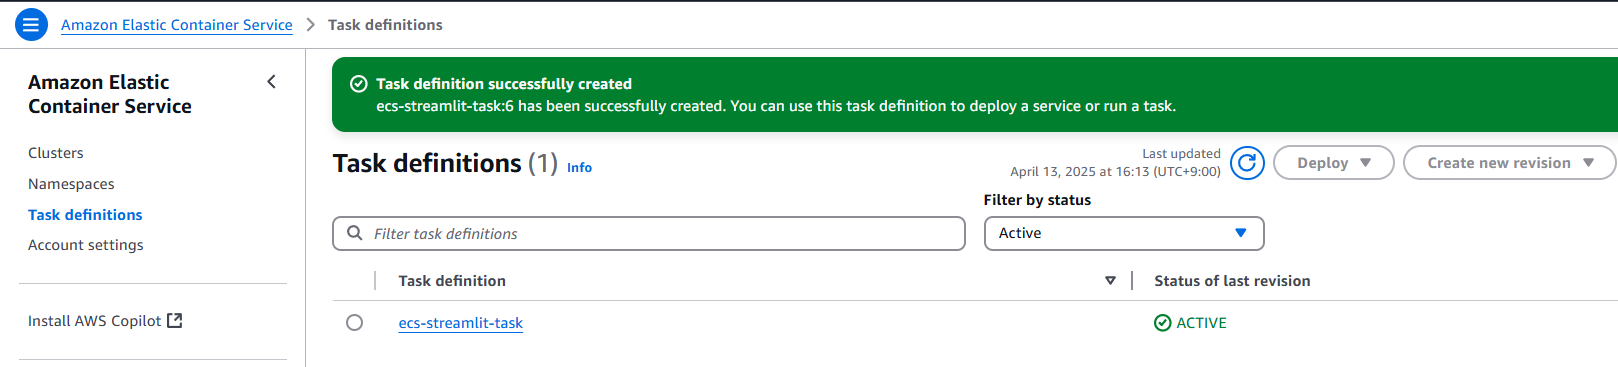 Amazon Elastic Container Service > Task definitions
Amazon Elastic
Container Service
Clusters
Namespaces
Task definitions
Account settings
Install AWS Copilot
Task definition successfully created
ecs-streamlit-task:6 has been successfully created. You can use this task definition to deploy a service or run a task.
Task definitions (1) Info
Last updated
April 13, 2025 at 16:13 (UTC+9:00)
Deploy
Create new revision
Filter by status
Filter task definitions
Active
Task definition
Status of last revision
ecs-streamlit-task
ACTIVE